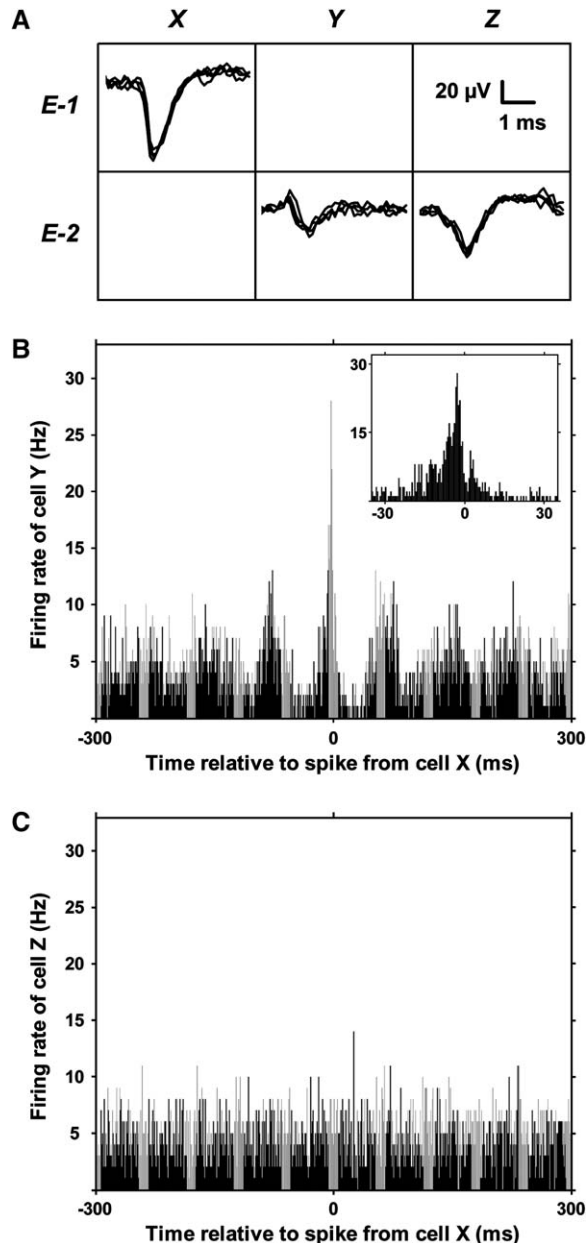 A
X Y Z
E-1
20 µV
1 ms
E-2
B
30
25
20
15
10
5
Firing rate of cell Y (Hz)
30
15
-30 0 30
-300 0 300
Time relative to spike from cell X (ms)
C
30
25
20
15
10
5
Firing rate of cell Z (Hz)
-300 0 300
Time relative to spike from cell X (ms)